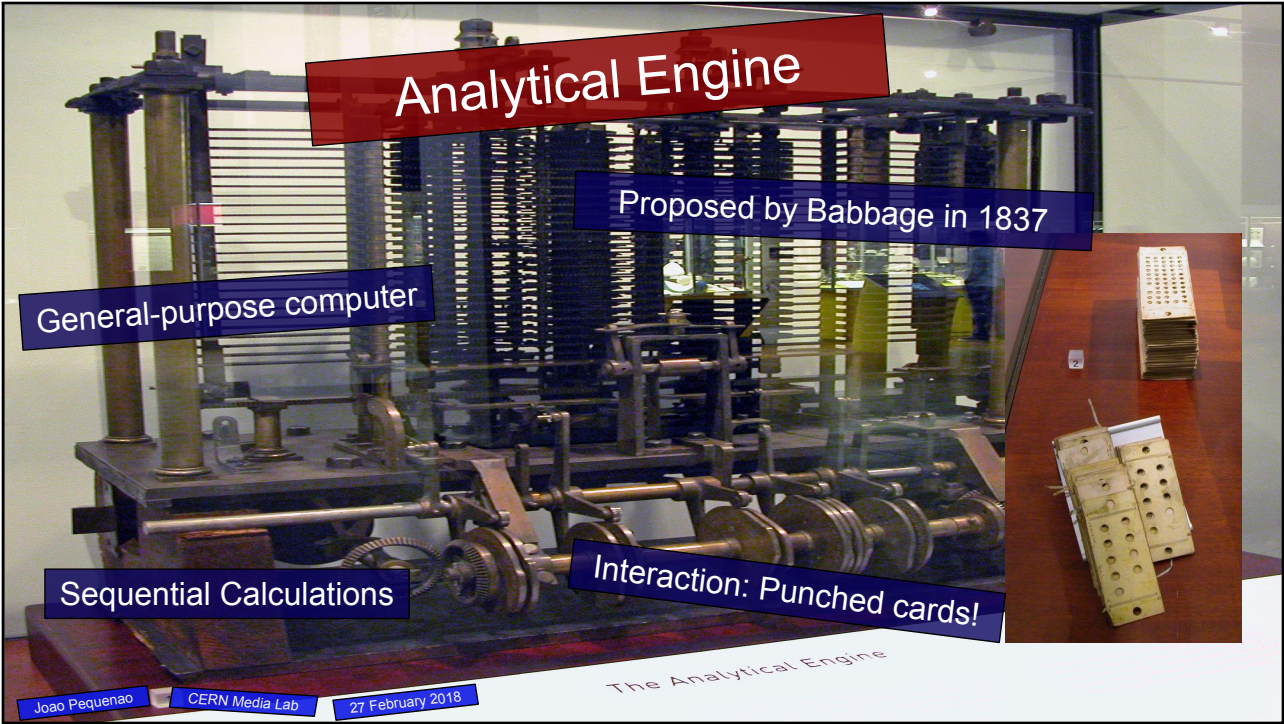 Analytical Engine
Proposed by Babbage in 1837
General-purpose computer
2
Sequential Calculations
Interaction: Punched cards!
The Analytical Engine
Joao Pequenao
CERN Media Lab
27 February 2018